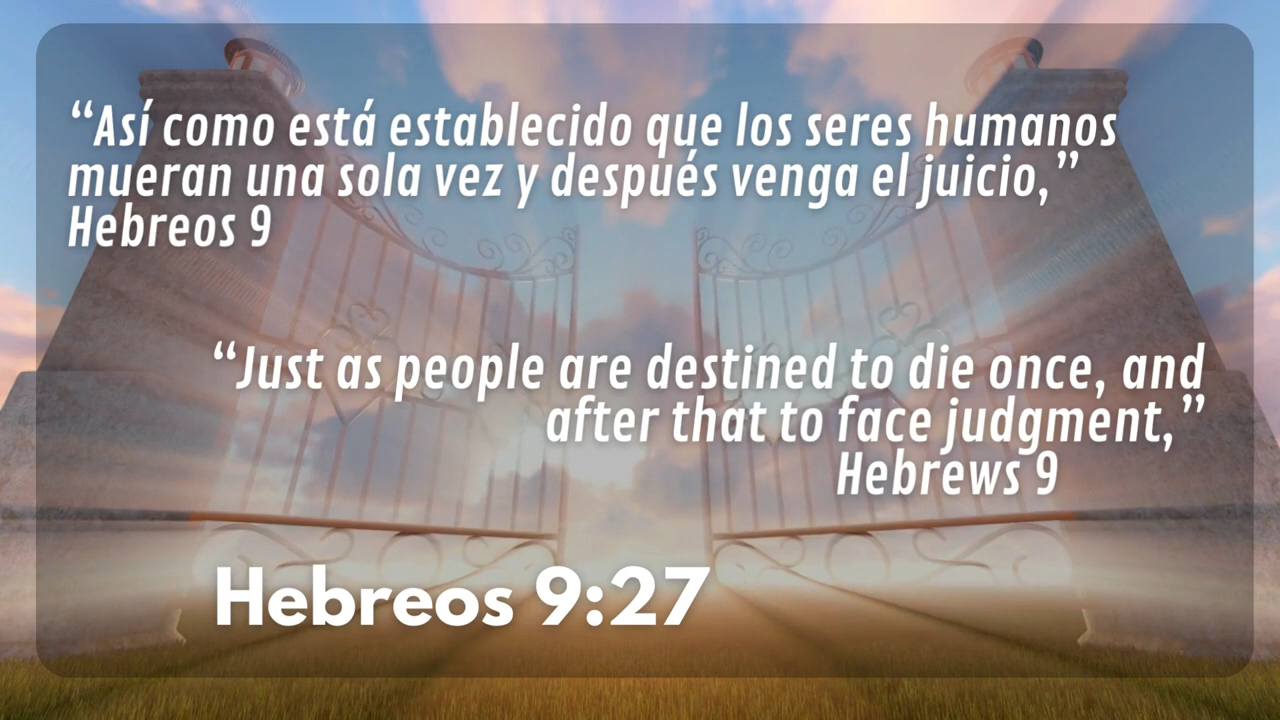 “Así como está establecido que los seres humanos
mueran una sola vez y después venga el juicio,”
Hebreos 9
“Just as people are destined to die once, and
after that to face judgment,”
Hebrews 9
Hebreos 9:27